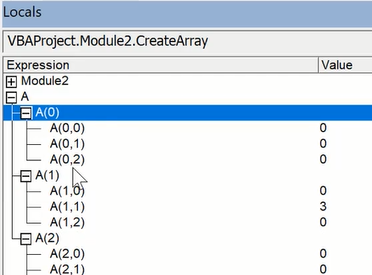 Locals
VBAProject.Module2.CreateArray
Expression Value
Module2
A
A(0)
A(0,0) 0
A(0,1) 0
A(0,2) 0
A(1)
A(1,0) 0
A(1,1) 3
A(1,2) 0
A(2)
A(2,0) 0
A(2,1) 0